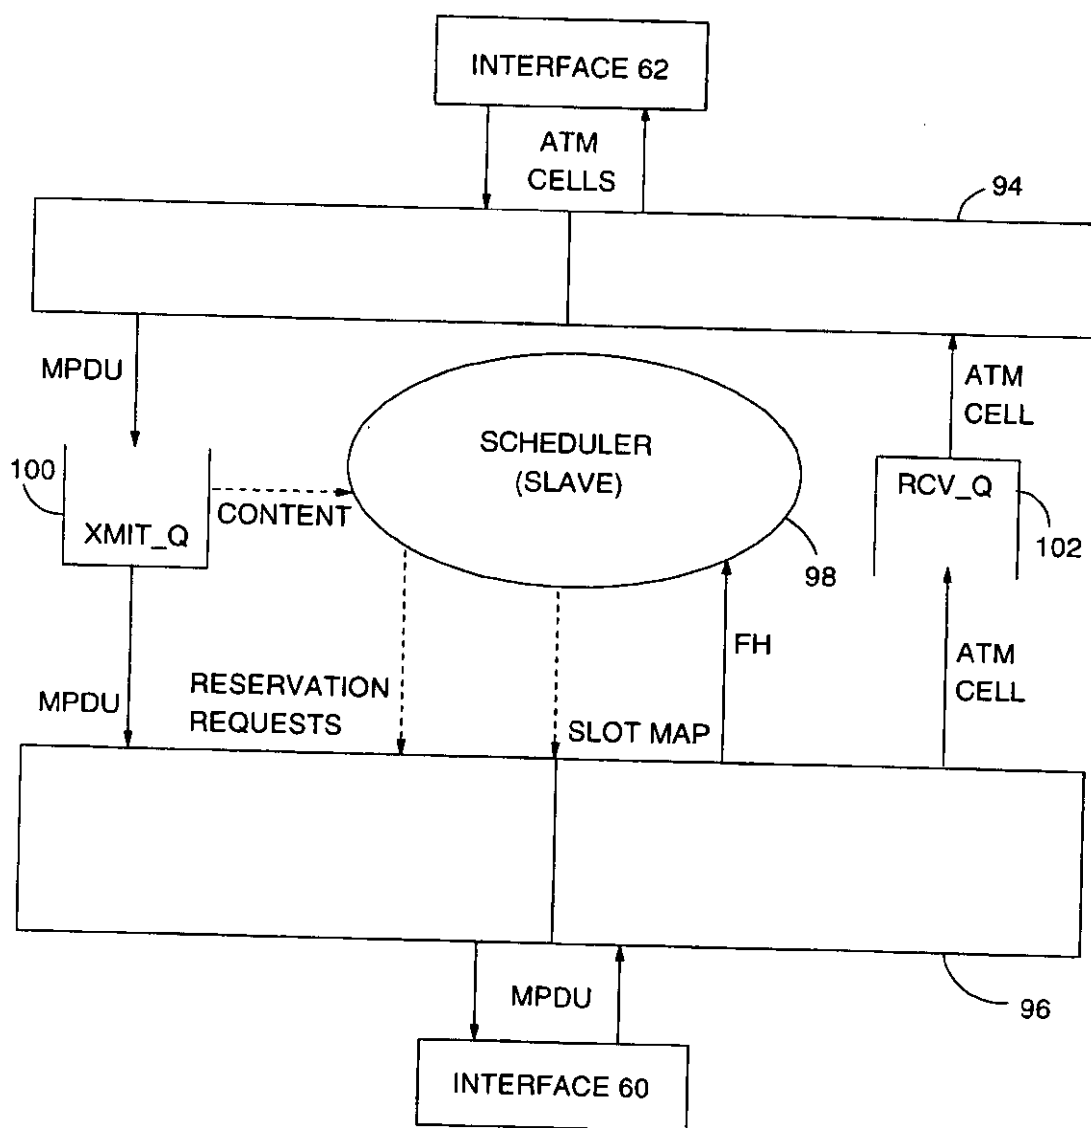 INTERFACE 62
ATM
CELLS
94
MPDU
ATM
CELL
SCHEDULER
(SLAVE)
100
XMIT_Q
CONTENT
RCV_Q
102
98
FH
ATM
CELL
MPDU
RESERVATION
REQUESTS
SLOT MAP
MPDU
96
INTERFACE 60